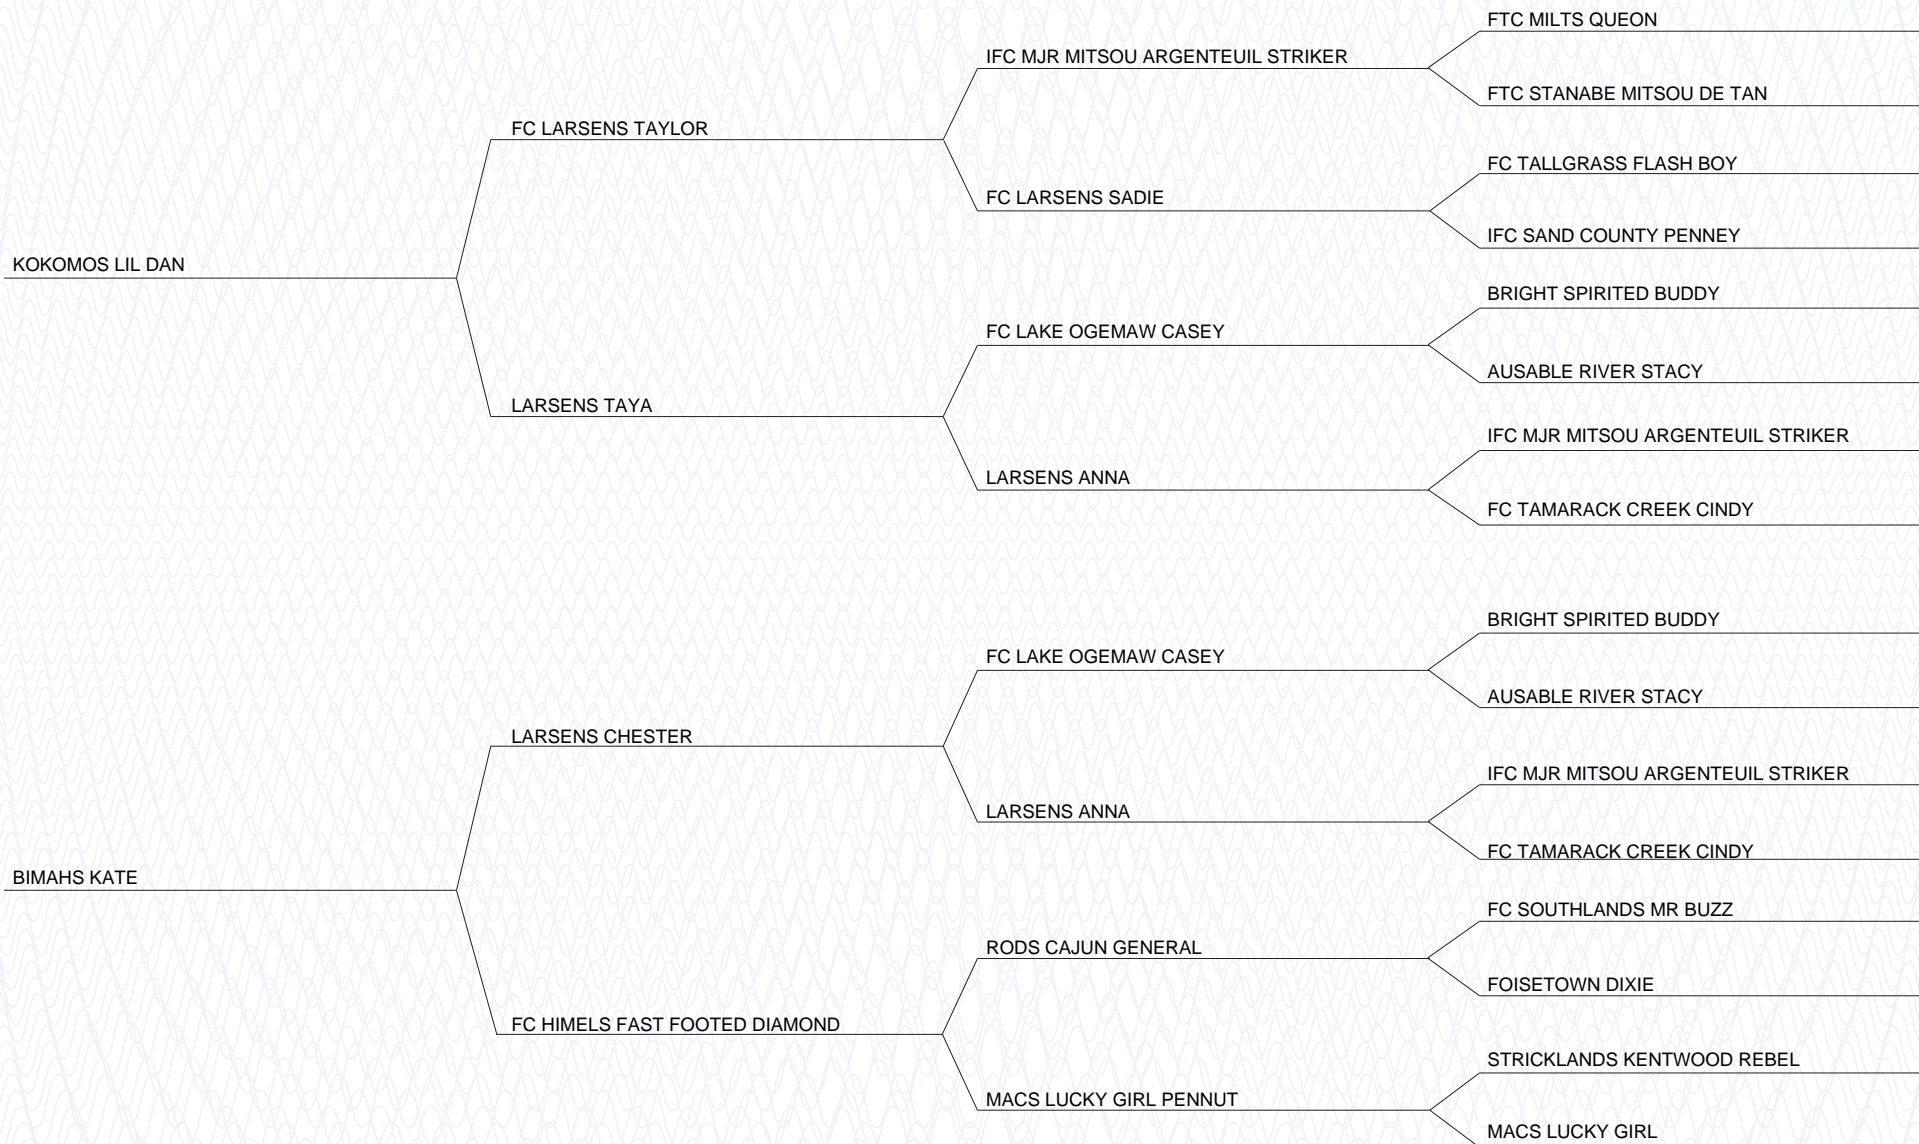 FTC MILTS QUEON
IFC MJR MITSOU ARGENTEUIL STRIKER
FTC STANABE MITSOU DE TAN
FC LARSENS TAYLOR
FC TALLGRASS FLASH BOY
FC LARSENS SADIE
IFC SAND COUNTY PENNEY
KOKOMOS LIL DAN
BRIGHT SPIRITED BUDDY
FC LAKE OGEMAW CASEY
AUSABLE RIVER STACY
LARSENS TAYA
IFC MJR MITSOU ARGENTEUIL STRIKER
LARSENS ANNA
FC TAMARACK CREEK CINDY
BRIGHT SPIRITED BUDDY
FC LAKE OGEMAW CASEY
AUSABLE RIVER STACY
LARSENS CHESTER
IFC MJR MITSOU ARGENTEUIL STRIKER
LARSENS ANNA
FC TAMARACK CREEK CINDY
BIMAHS KATE
FC SOUTHLANDS MR BUZZ
RODS CAJUN GENERAL
FOISETOWN DIXIE
FC HIMELS FAST FOOTED DIAMOND
STRICKLANDS KENTWOOD REBEL
MACS LUCKY GIRL PENNUT
MACS LUCKY GIRL